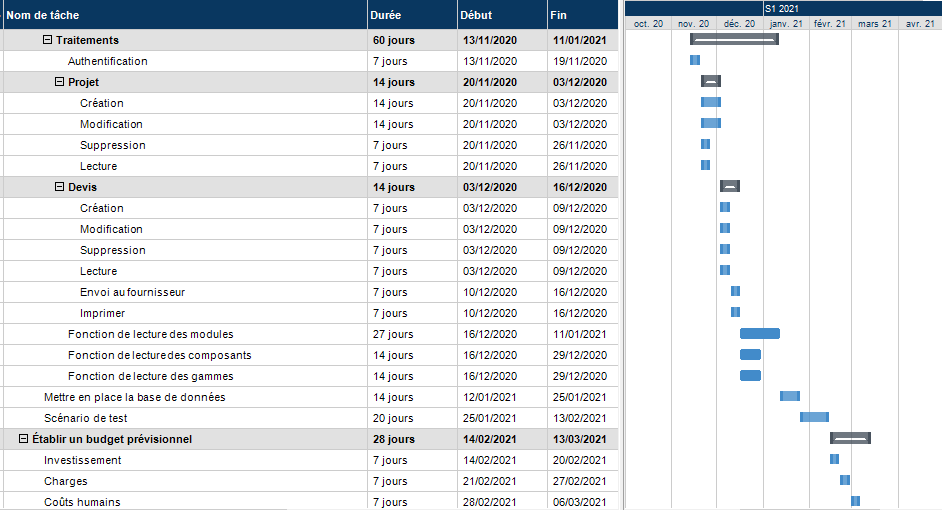 Nom de tâche Durée Début Fin
S1 2021
oct. 20 nov. 20 déc. 20 janv. 21 févr. 21 mars 21 avr. 21
Traitements 60 jours 13/11/2020 11/01/2021
Authentification 7 jours 13/11/2020 19/11/2020
Projet 14 jours 20/11/2020 03/12/2020
Création 14 jours 20/11/2020 03/12/2020
Modification 14 jours 20/11/2020 03/12/2020
Suppression 7 jours 20/11/2020 26/11/2020
Lecture 7 jours 20/11/2020 26/11/2020
Devis 14 jours 03/12/2020 16/12/2020
Création 7 jours 03/12/2020 09/12/2020
Modification 7 jours 03/12/2020 09/12/2020
Suppression 7 jours 03/12/2020 09/12/2020
Lecture 7 jours 03/12/2020 09/12/2020
Envoi au fournisseur 7 jours 10/12/2020 16/12/2020
Imprimer 7 jours 10/12/2020 16/12/2020
Fonction de lecture des modules 27 jours 16/12/2020 11/01/2021
Fonction de lecture des composants 14 jours 16/12/2020 29/12/2020
Fonction de lecture des gammes 14 jours 16/12/2020 29/12/2020
Mettre en place la base de données 14 jours 12/01/2021 25/01/2021
Scénario de test 20 jours 25/01/2021 13/02/2021
Établir un budget prévisionnel 28 jours 14/02/2021 13/03/2021
Investissement 7 jours 14/02/2021 20/02/2021
Charges 7 jours 21/02/2021 27/02/2021
Coûts humains 7 jours 28/02/2021 06/03/2021